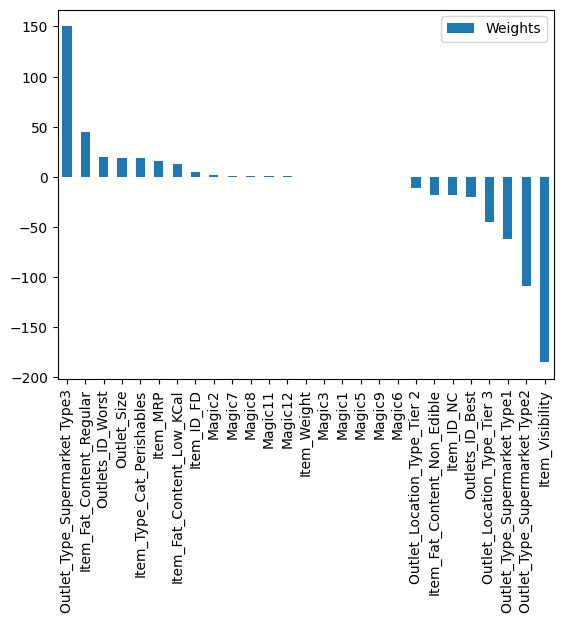 Weights
150
100
50
0
−50
−100
−150
−200
Outlet_Type_Supermarket Type3
Item_Fat_Content_Regular
Outlets_ID_Worst
Outlet_Size
Item_Type_Cat_Perishables
Item_MRP
Item_Fat_Content_Low_KCal
Item_ID_FD
Magic2
Magic7
Magic8
Magic11
Magic12
Item_Weight
Magic3
Magic1
Magic5
Magic9
Magic6
Outlet_Location_Type_Tier 2
Item_Fat_Content_Non_Edible
Item_ID_NC
Outlets_ID_Best
Outlet_Location_Type_Tier 3
Outlet_Type_Supermarket Type1
Outlet_Type_Supermarket Type2
Item_Visibility